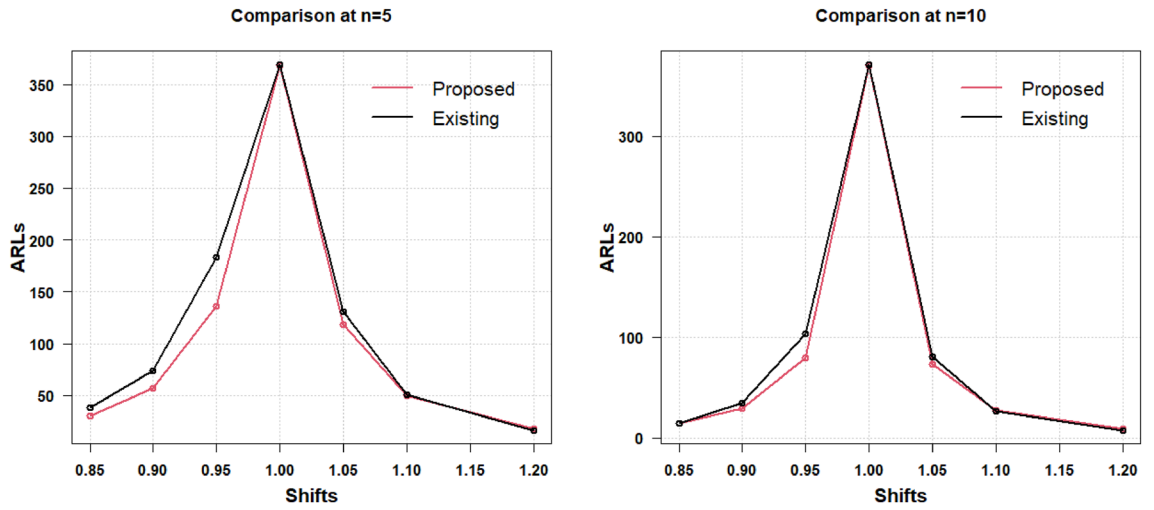 Comparison at n=5
350
300
250
200
150
100
50
ARLs
Proposed
Existing
0.85 0.90 0.95 1.00 1.05 1.10 1.15 1.20
Shifts
Comparison at n=10
300
200
100
0
ARLs
Proposed
Existing
0.85 0.90 0.95 1.00 1.05 1.10 1.15 1.20
Shifts